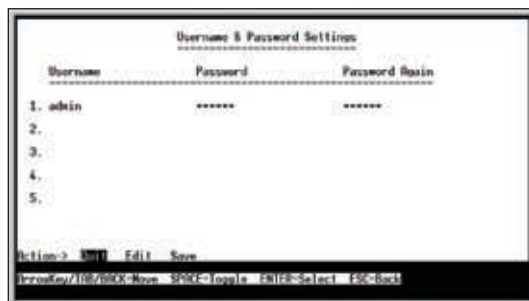 Username & Password Settings
Username Password Password Again
1. admin ****** ******
2.
3.
4.
5.
Action-> Quit Edit Save
ArrowKey/TAB/BACK-Move SPACE-Toggle ENTER-Select ESC-Back